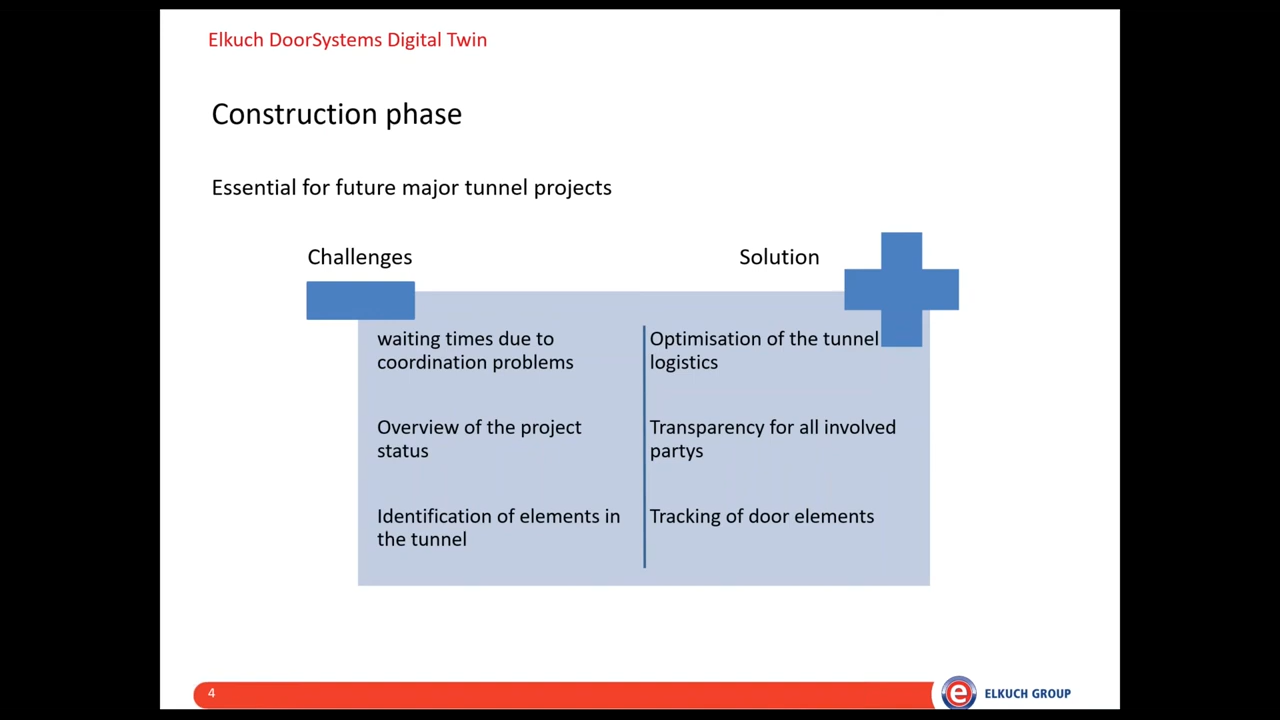 Elkuch DoorSystems Digital Twin
Construction phase
Essential for future major tunnel projects
Challenges
Solution
waiting times due to
coordination problems
Optimisation of the tunnel
logistics
Overview of the project
status
Transparency for all involved
partys
Identification of elements in
the tunnel
Tracking of door elements
4
e
ELKUCH GROUP